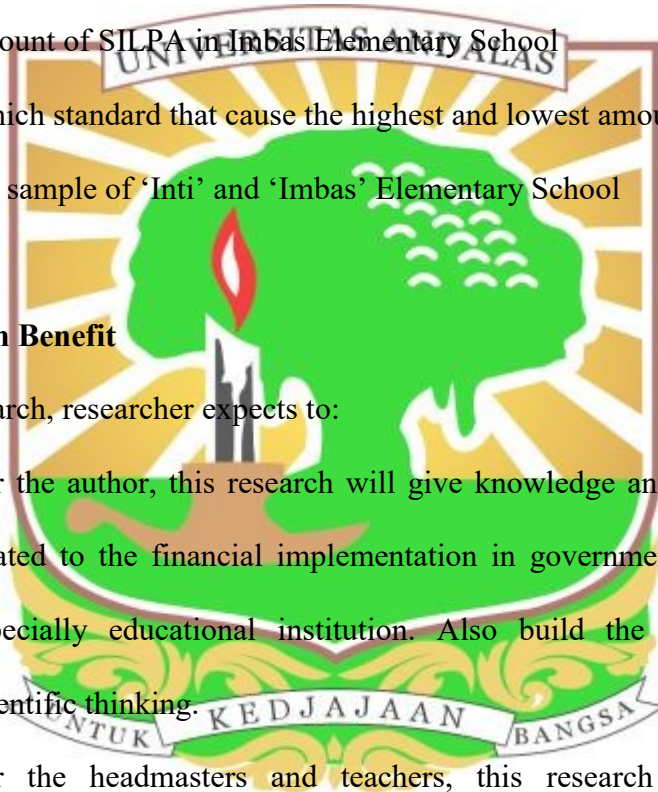 ount of SILPA in Imbas Elementary School
UNIVERSITAS ANDALAS
hich standard that cause the highest and lowest amou
sample of ‘Inti’ and ‘Imbas’ Elementary School
n Benefit
arch, researcher expects to:
r the author, this research will give knowledge an
ated to the financial implementation in governme
pecially educational institution. Also build the
entific thinking.
UNTUK KEDJAJAAN BANGSA
r the headmasters and teachers, this research